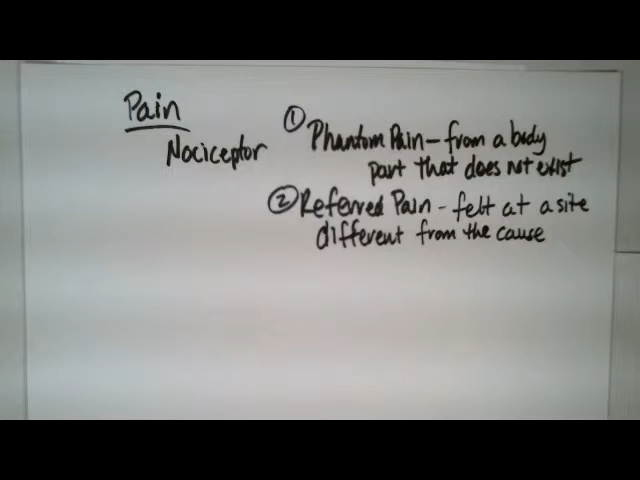 Pain
Nociceptor
① Phantom Pain - from a body
part that does not exist
② Referred Pain - felt at a site
different from the cause